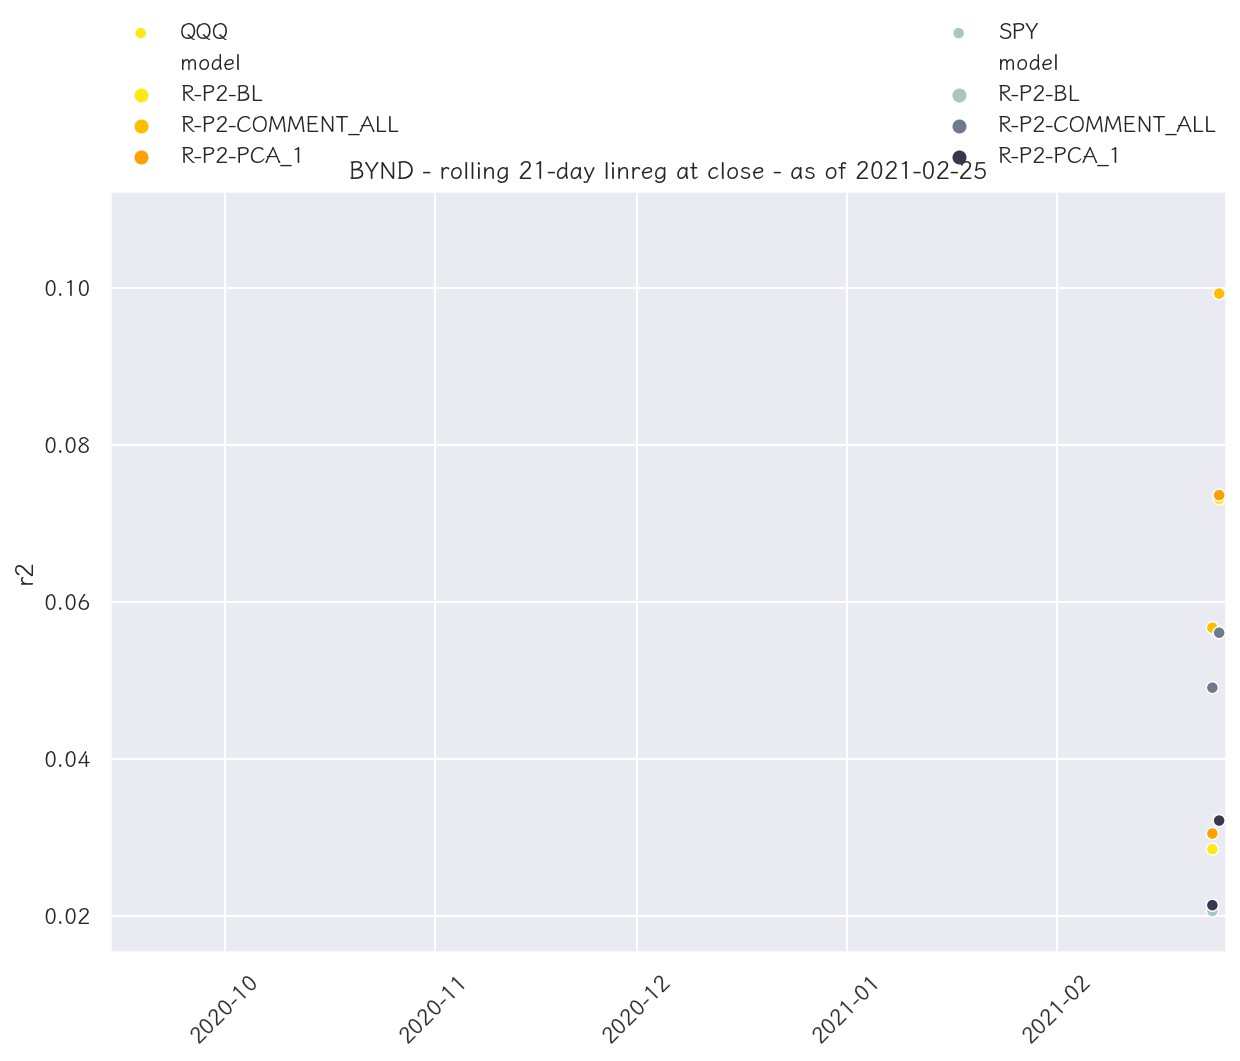 QQQ
model
R-P2-BL
R-P2-COMMENT_ALL
R-P2-PCA_1
SPY
model
R-P2-BL
R-P2-COMMENT_ALL
R-P2-PCA_1
BYND - rolling 21-day linreg at close - as of 2021-02-25
0.10
0.08
0.06
0.04
0.02
r2
2020-10
2020-11
2020-12
2021-01
2021-02